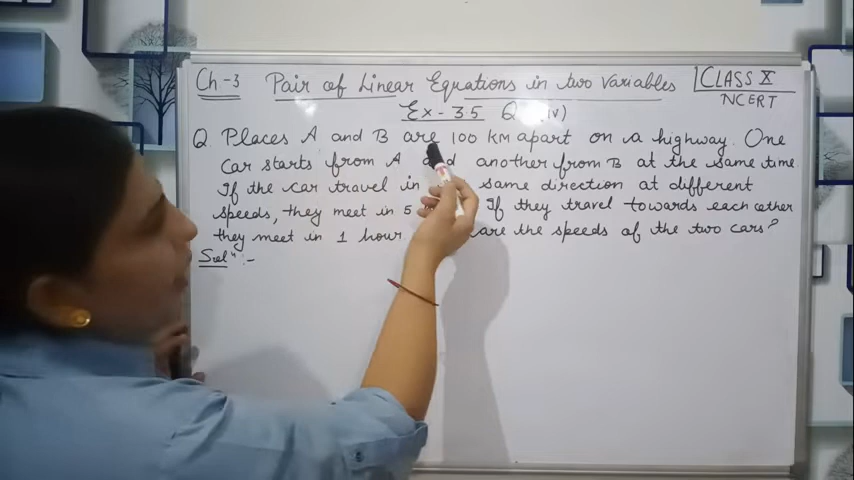 Ch-3 Pair of Linear Equations in two Variables CLASS X
NCERT
Ex - 3.5 Q iv)
Q. Places A and B are 100 KM apart on a highway. One
car starts from A and another from B at the same time
If the car travel in same direction at different
speeds, they meet in 5 If they travel towards each other
they meet in 1 hour are the speeds of the two cars?
Solⁿ :-